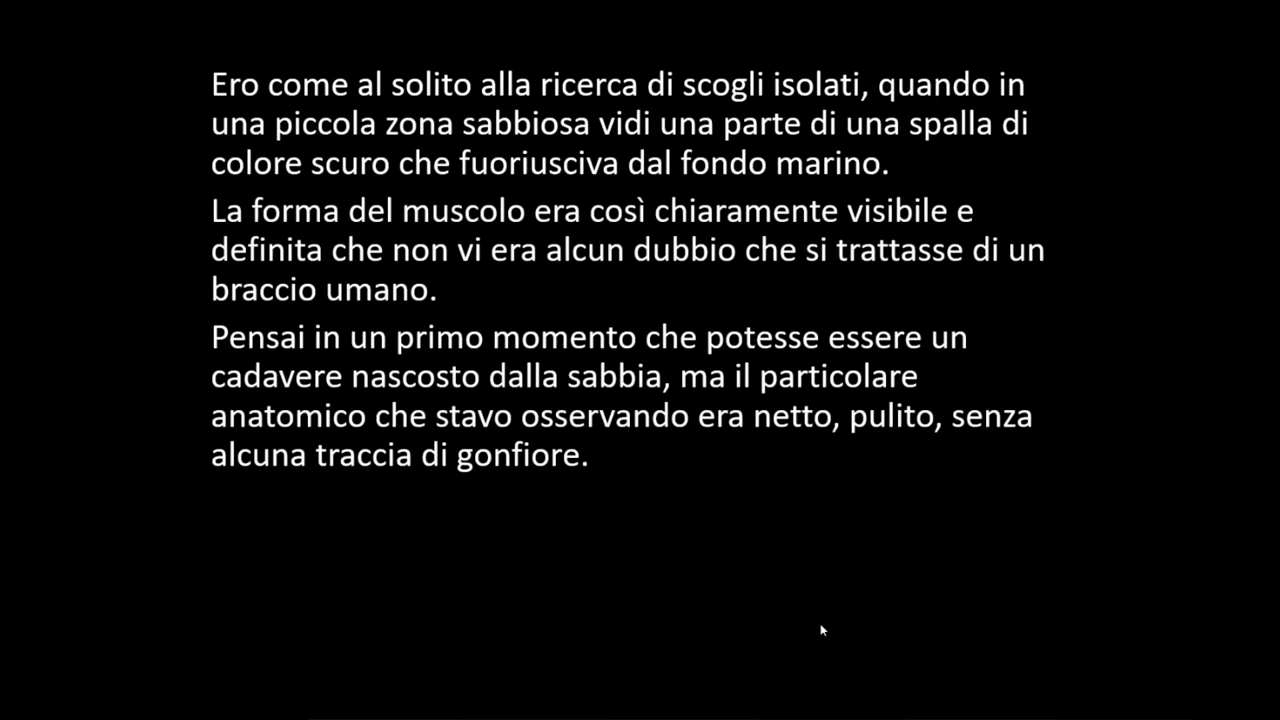 Ero come al solito alla ricerca di scogli isolati, quando in
una piccola zona sabbiosa vidi una parte di una spalla di
colore scuro che fuoriusciva dal fondo marino.
La forma del muscolo era così chiaramente visibile e
definita che non vi era alcun dubbio che si trattasse di un
braccio umano.
Pensai in un primo momento che potesse essere un
cadavere nascosto dalla sabbia, ma il particolare
anatomico che stavo osservando era netto, pulito, senza
alcuna traccia di gonfiore.